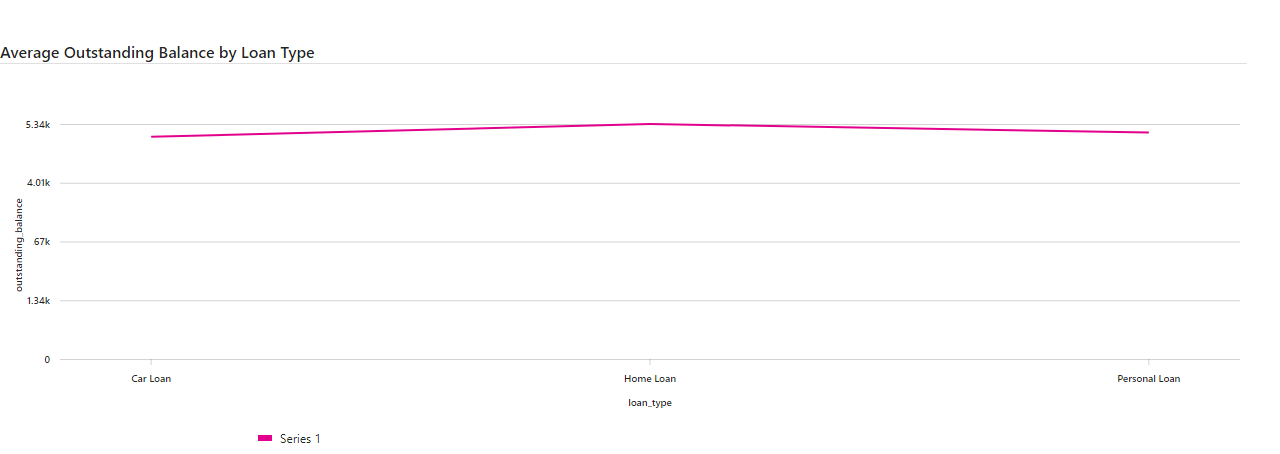 Average Outstanding Balance by Loan Type
5.34k
4.01k
67k
1.34k
0
outstanding_balance
Car Loan
Home Loan
Personal Loan
loan_type
Series 1